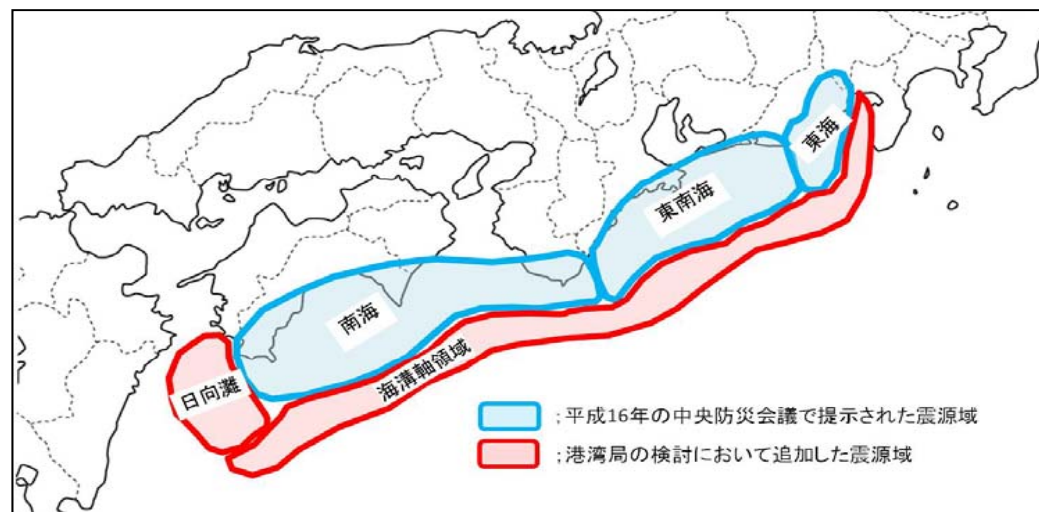 東海
東南海
南海
海溝軸領域
日向灘
；平成16年の中央防災会議で提示された震源域
；港湾局の検討において追加した震源域